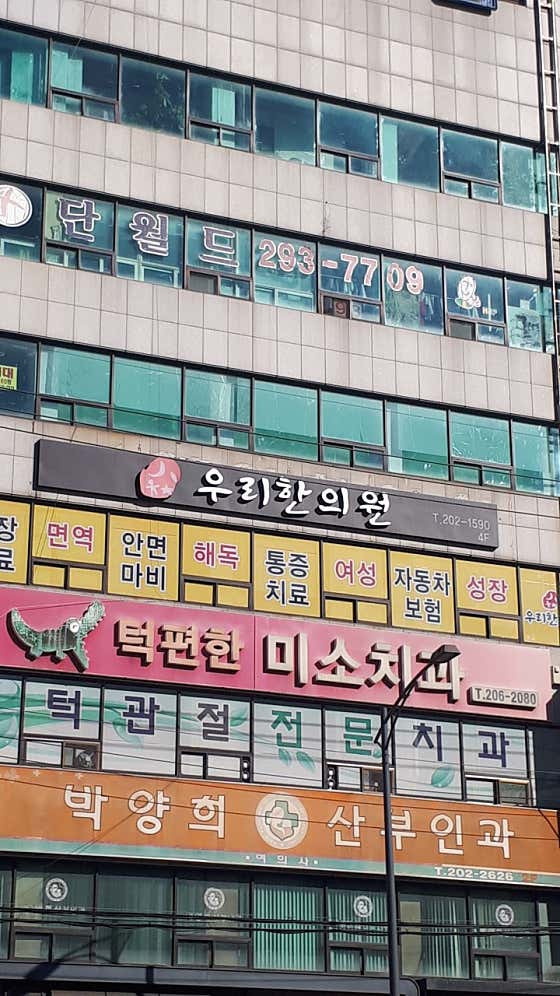 단월드 293-7709
우리한의원 T.202-1590
4F
면역 안면마비 해독 통증치료 여성 자동차보험 성장
턱편한 미소치과 T.206-2080
턱관절전문치과
박양희 산부인과
여의사
T.202-2626